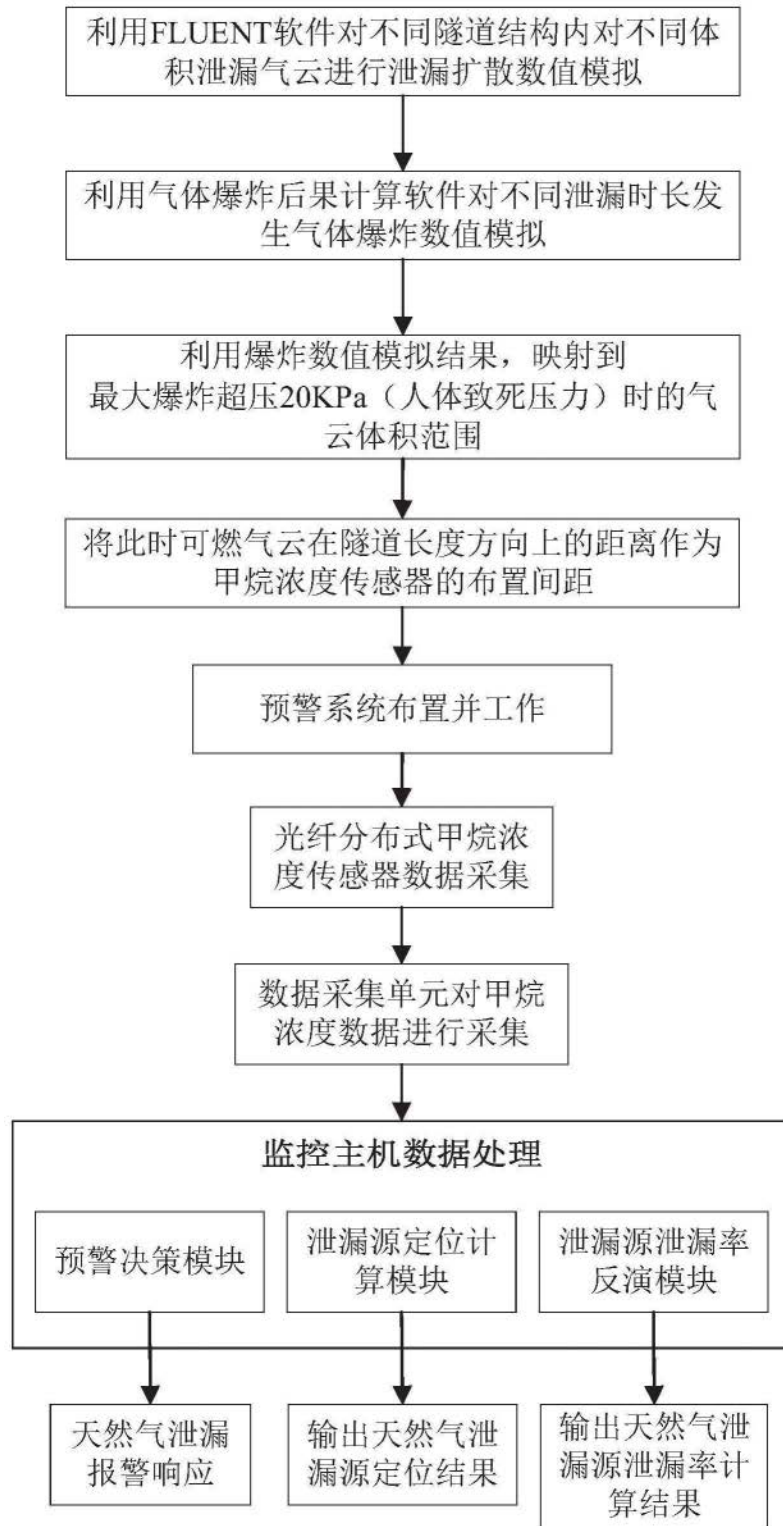 利用FLUENT软件对不同隧道结构内对不同体
积泄漏气云进行泄漏扩散数值模拟
利用气体爆炸后果计算软件对不同泄漏时长发
生气体爆炸数值模拟
利用爆炸数值模拟结果，映射到
最大爆炸超压20KPa（人体致死压力）时的气
云体积范围
将此时可燃气云在隧道长度方向上的距离作为
甲烷浓度传感器的布置间距
预警系统布置并工作
光纤分布式甲烷浓
度传感器数据采集
数据采集单元对甲烷
浓度数据进行采集
监控主机数据处理
预警决策模块
泄漏源定位计
算模块
泄漏源泄漏率
反演模块
天然气泄漏
报警响应
输出天然气泄
漏源定位结果
输出天然气泄
漏源泄漏率计
算结果